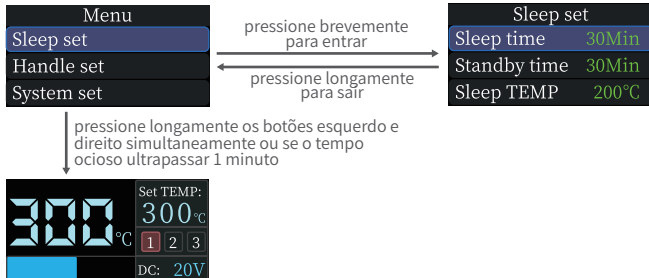 Menu
Sleep set
Handle set
System set
pressione brevemente
para entrar
pressione longamente
para sair
Sleep set
Sleep time 30Min
Standby time 30Min
Sleep TEMP 200℃
pressione longamente os botões esquerdo e
direito simultaneamente ou se o tempo
ocioso ultrapassar 1 minuto
300℃
Set TEMP:
300℃
1 2 3
DC: 20V